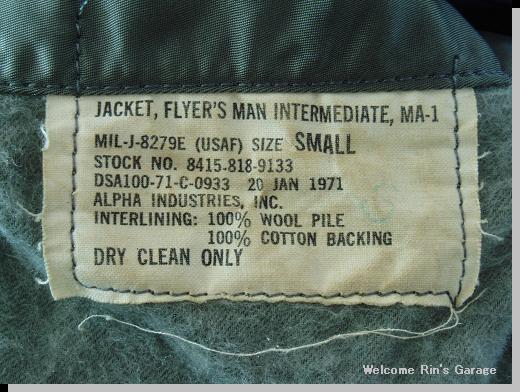 JACKET, FLYER'S MAN INTERMEDIATE, MA-1
MIL-J-8279E (USAF) SIZE SMALL
STOCK NO. 8415-818-9133
DSA100-71-C-0933 20 JAN 1971
ALPHA INDUSTRIES, INC.
INTERLINING: 100% WOOL PILE
100% COTTON BACKING
DRY CLEAN ONLY
Welcome Rin's Garage